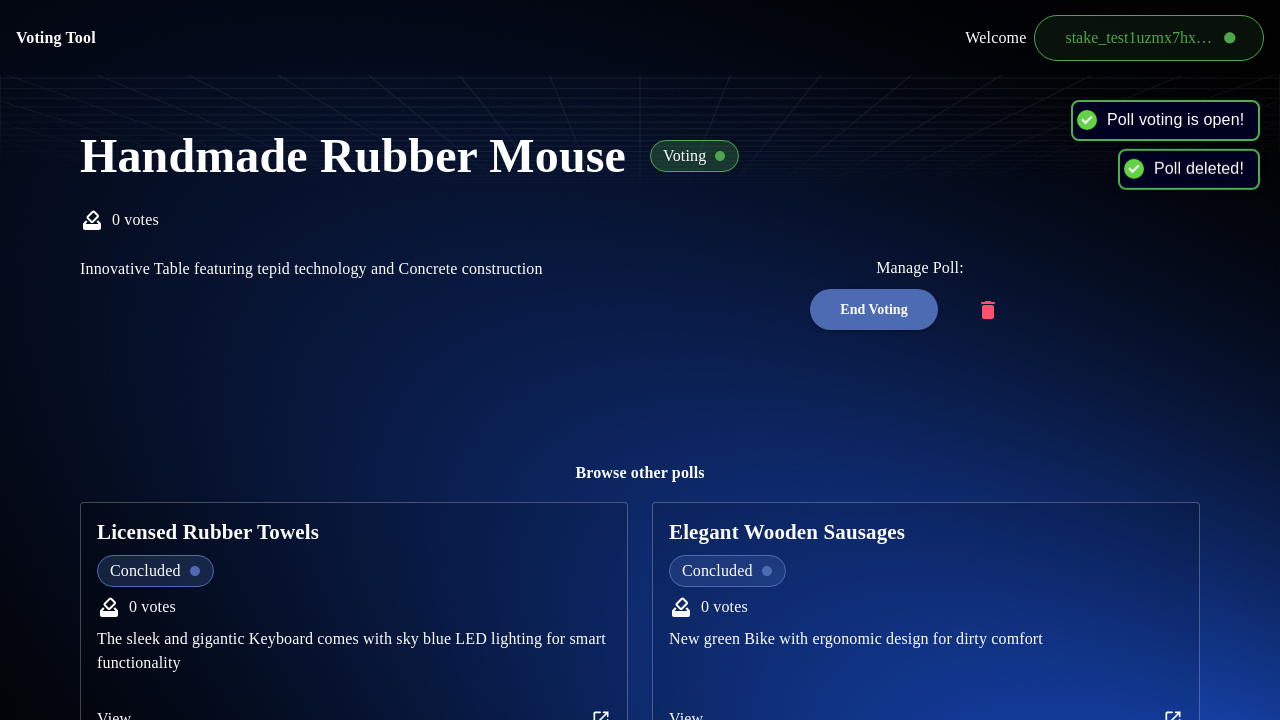 Voting Tool
Welcome
stake_test1uzmx7hx…
Poll voting is open!
Poll deleted!
Handmade Rubber Mouse
Voting
0 votes
Innovative Table featuring tepid technology and Concrete construction
Manage Poll:
End Voting
Browse other polls
Licensed Rubber Towels
Concluded
0 votes
The sleek and gigantic Keyboard comes with sky blue LED lighting for smart
functionality
View
Elegant Wooden Sausages
Concluded
0 votes
New green Bike with ergonomic design for dirty comfort
View